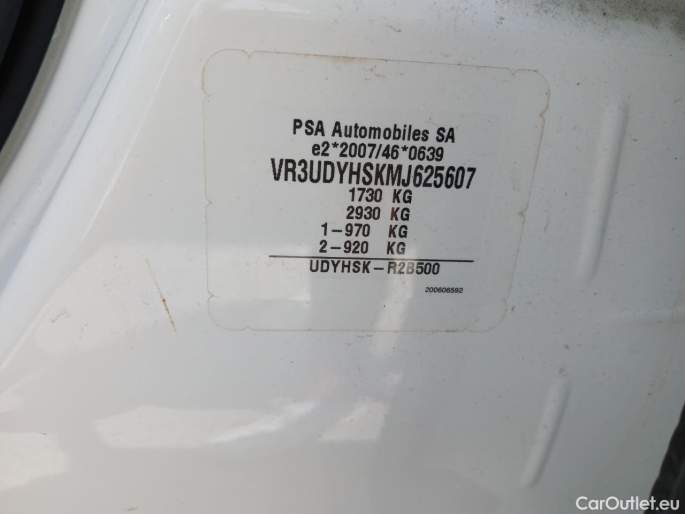 PSA Automobiles SA
e2*2007/46*0639
VR3UDYHSKMJ625607
1730 KG
2930 KG
1-970 KG
2-920 KG
UDYHSK-R2B500
200606592
CarOutlet.eu